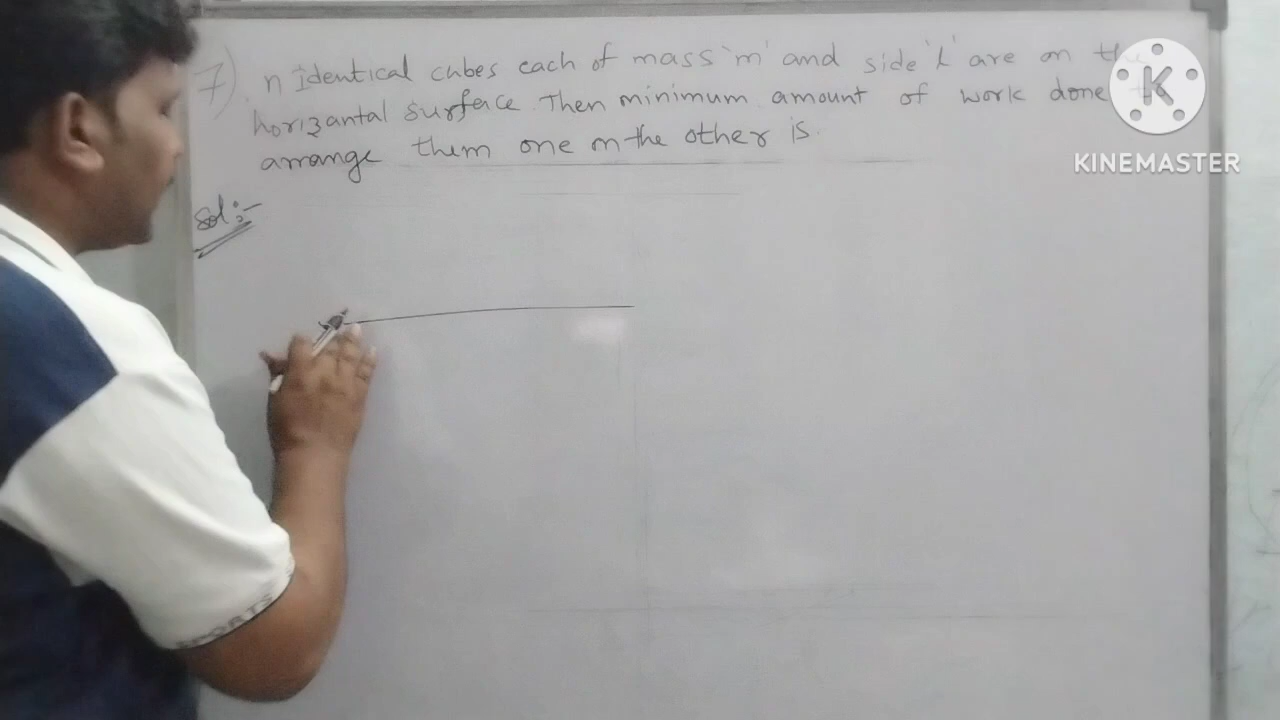 7) n Identical cubes each of mass 'm' and side 'L' are on
horizantal surface. Then minimum amount of work done
arrange them one on the other is.
Sol:-
K
KINEMASTER
SPORTS